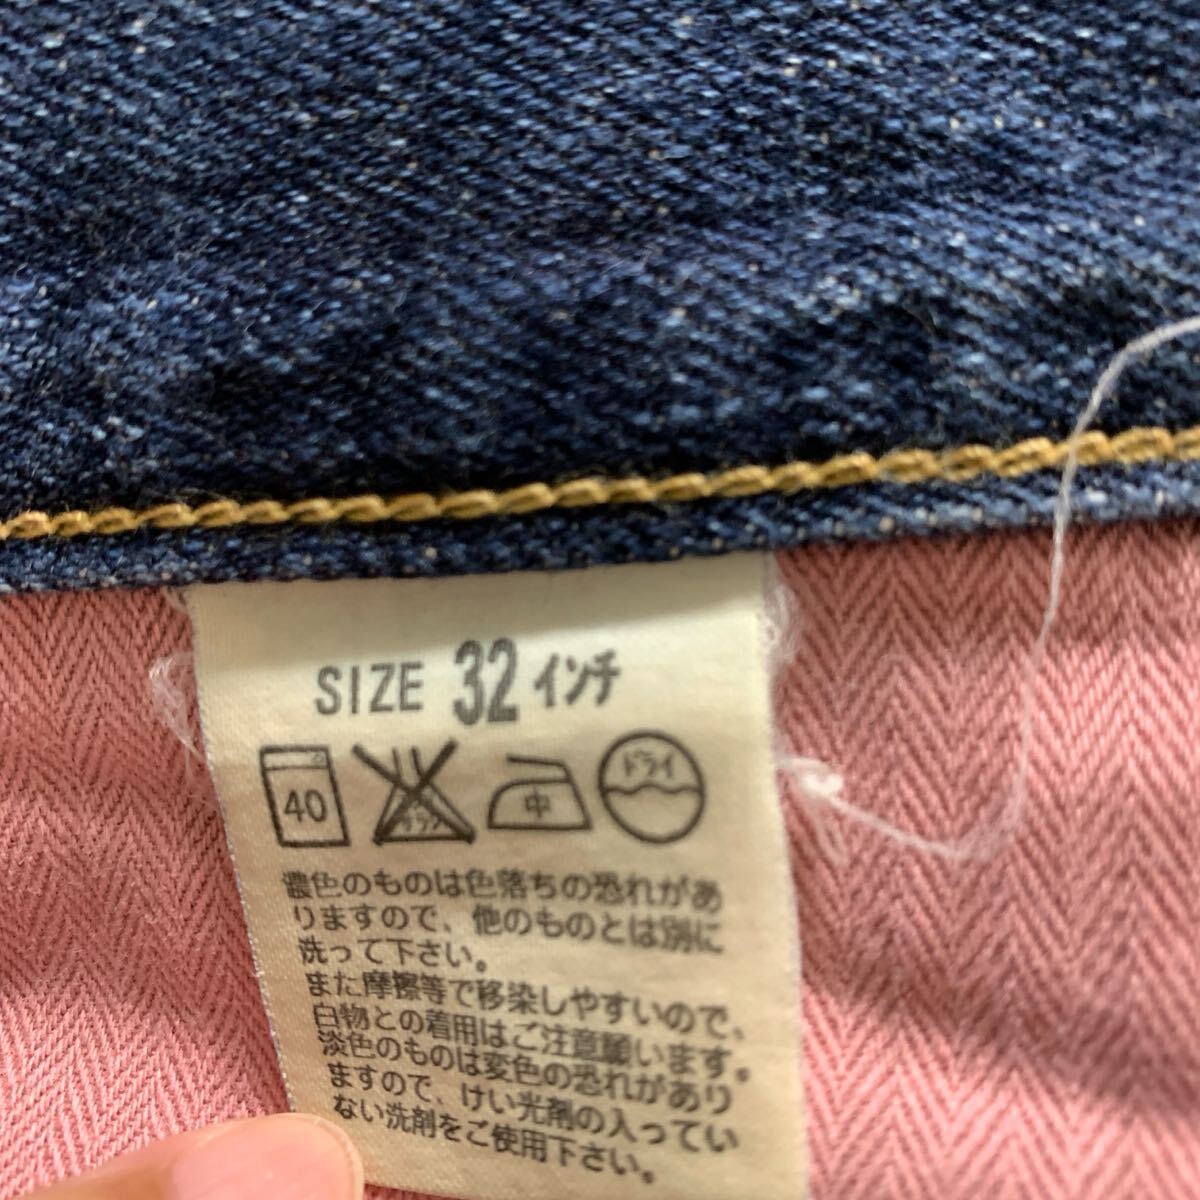 SIZE 32インチ
40 中 ドライ
濃色のものは色落ちの恐れがあ
りますので、他のものとは別に
洗って下さい。
また摩擦等で移染しやすいので、
白物との着用はご注意願います。
淡色のものは変色の恐れがあり
ますので、けい光剤の入ってい
ない洗剤をご使用下さい。